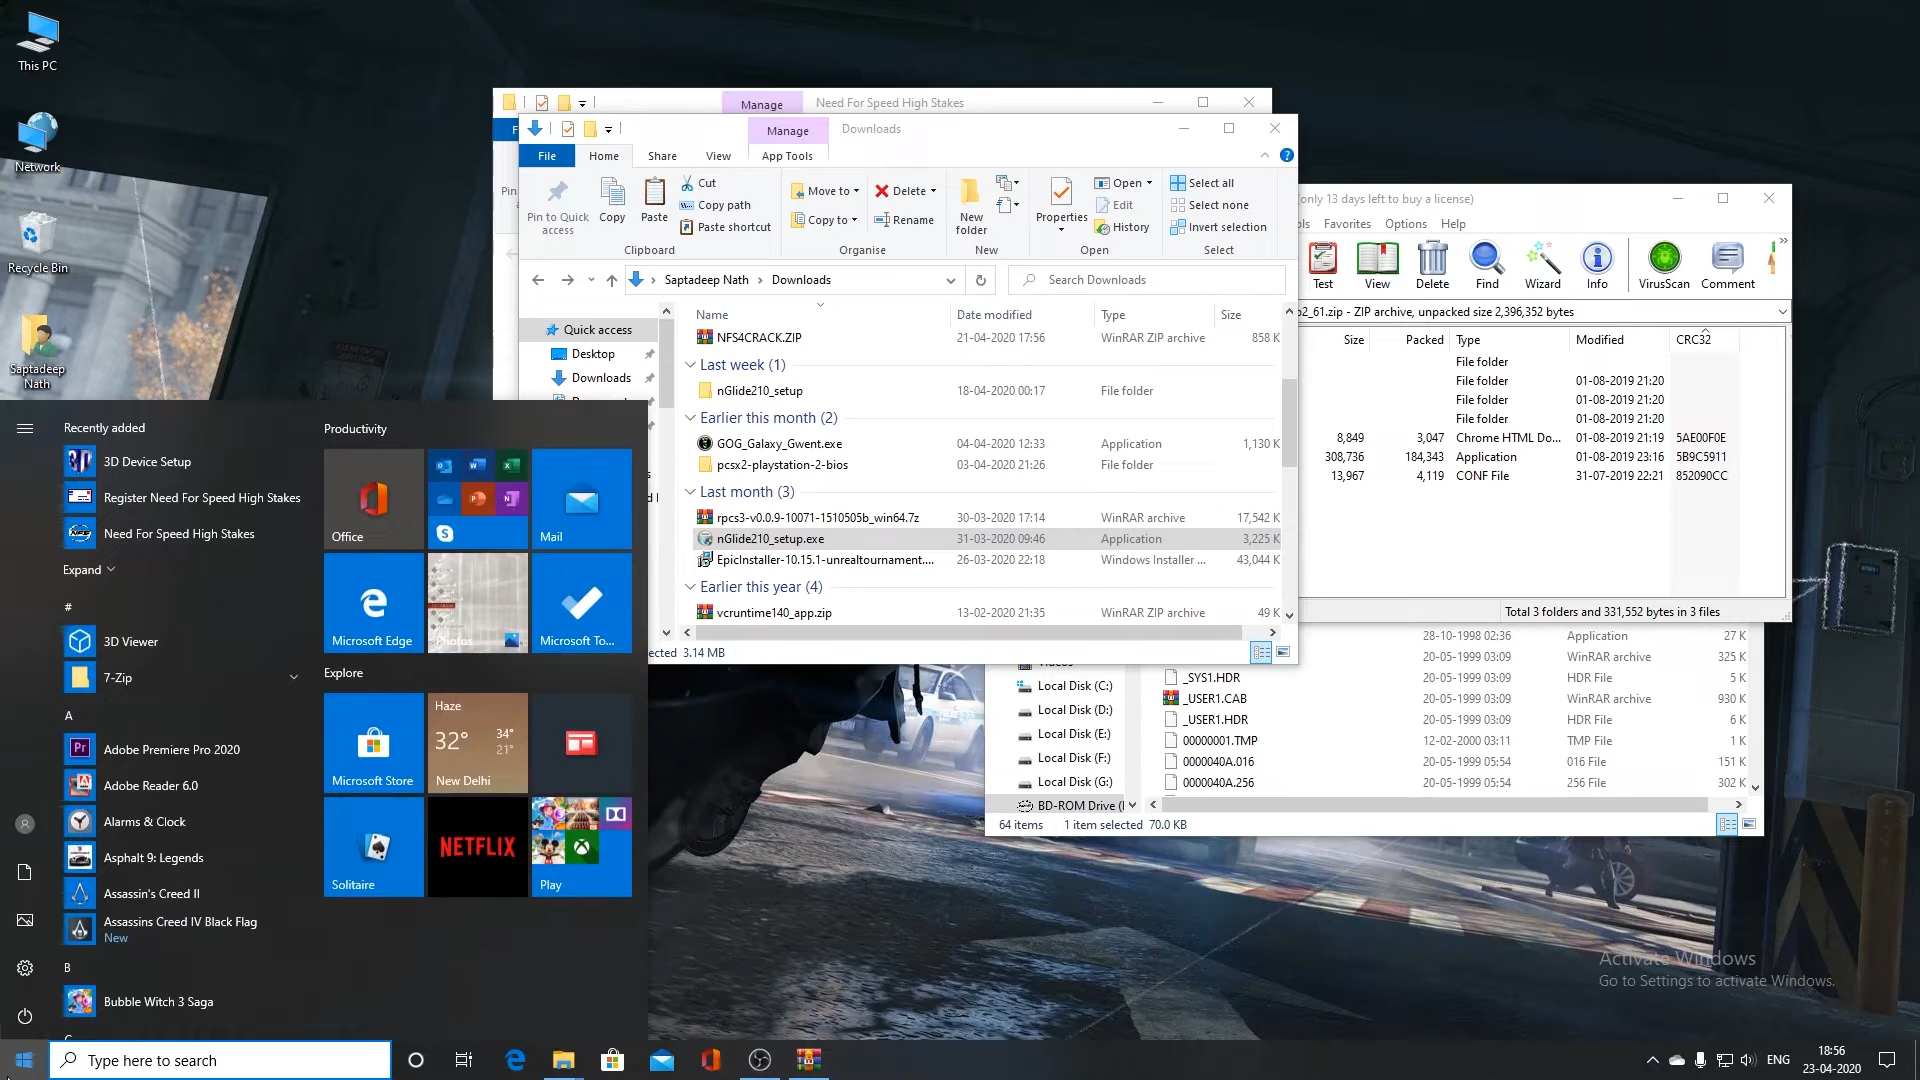 This PC
Network
Recycle Bin
Saptadeep
Nath
Manage
Need For Speed High Stakes
Manage
Downloads
File
Home
Share
View
App Tools
Pin to Quick
access
Copy
Paste
Cut
Copy path
Paste shortcut
Clipboard
Move to
Copy to
Delete
Rename
Organise
New
folder
New
Properties
Open
Edit
History
Open
Select all
Select none
Invert selection
Select
Saptadeep Nath
Downloads
Search Downloads
Quick access
Desktop
Downloads
Name
Date modified
Type
Size
NFS4CRACK.ZIP 21-04-2020 17:56 WinRAR ZIP archive 858 K
Last week (1)
nGlide210_setup 18-04-2020 00:17 File folder
Earlier this month (2)
GOG_Galaxy_Gwent.exe 04-04-2020 12:33 Application 1,130 K
pcsx2-playstation-2-bios 03-04-2020 21:26 File folder
Last month (3)
rpcs3-v0.0.9-10071-1510505b_win64.7z 30-03-2020 17:14 WinRAR archive 17,542 K
nGlide210_setup.exe 31-03-2020 09:46 Application 3,225 K
EpicInstaller-10.15.1-unrealtournament.... 26-03-2020 22:18 Windows Installer ... 43,044 K
Earlier this year (4)
vcruntime140_app.zip 13-02-2020 21:35 WinRAR ZIP archive 49 K
ected 3.14 MB
only 13 days left to buy a license)
ols Favorites Options Help
Test
View
Delete
Find
Wizard
Info
VirusScan
Comment
o2_61.zip - ZIP archive, unpacked size 2,396,352 bytes
Size Packed Type Modified CRC32
File folder
File folder 01-08-2019 21:20
File folder 01-08-2019 21:20
File folder 01-08-2019 21:20
8,849 3,047 Chrome HTML Do... 01-08-2019 21:19 5AE00F0E
308,736 184,343 Application 01-08-2019 23:16 5B9C5911
13,967 4,119 CONF File 31-07-2019 22:21 852090CC
Total 3 folders and 331,552 bytes in 3 files
28-10-1998 02:36 Application 27 K
20-05-1999 03:09 WinRAR archive 325 K
_SYS1.HDR 20-05-1999 03:09 HDR File 5 K
_USER1.CAB 20-05-1999 03:09 WinRAR archive 930 K
_USER1.HDR 20-05-1999 03:09 HDR File 6 K
00000001.TMP 12-02-2000 03:11 TMP File 1 K
0000040A.016 20-05-1999 05:54 016 File 151 K
0000040A.256 20-05-1999 05:54 256 File 302 K
Local Disk (C:)
Local Disk (D:)
Local Disk (E:)
Local Disk (F:)
Local Disk (G:)
BD-ROM Drive (
64 items 1 item selected 70.0 KB
Recently added
3D Device Setup
Register Need For Speed High Stakes
Need For Speed High Stakes
Expand
#
3D Viewer
7-Zip
A
Adobe Premiere Pro 2020
Adobe Reader 6.0
Alarms & Clock
Asphalt 9: Legends
Assassin's Creed II
Assassins Creed IV Black Flag
New
B
Bubble Witch 3 Saga
Productivity
Office
Mail
Microsoft Edge
Photos
Microsoft To...
Explore
Microsoft Store
Haze
32° 34°
21°
New Delhi
Solitaire
NETFLIX
Play
Activate Windows
Go to Settings to activate Windows.
Type here to search
ENG
18:56
23-04-2020